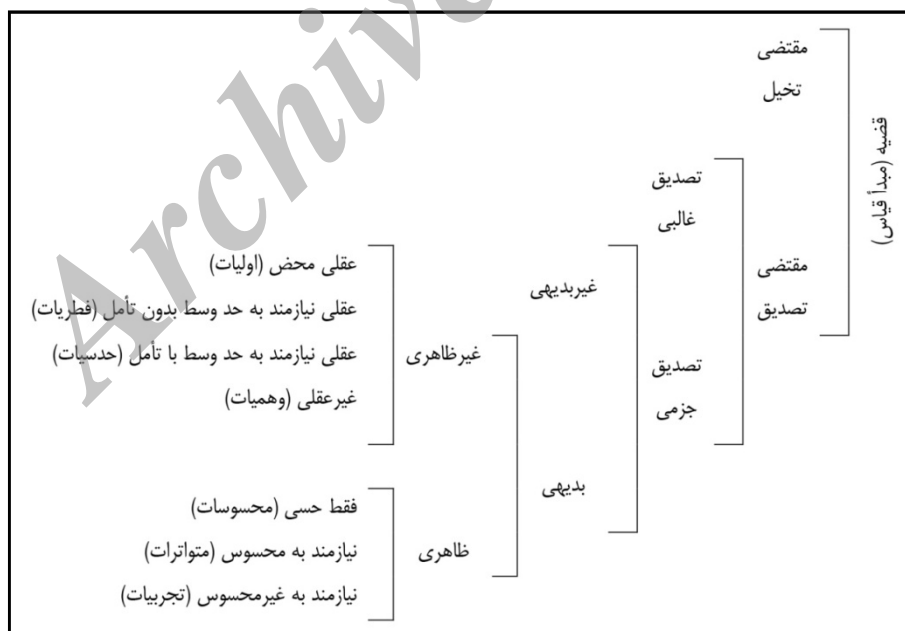 قضیه (مبدأ قیاس)
مقتضی
تخیل
مقتضی
تصدیق
تصدیق
غالبی
تصدیق
جزمی
غیربدیهی
بدیهی
غیرظاهری
عقلی محض (اولیات)
عقلی نیازمند به حد وسط بدون تأمل (فطریات)
عقلی نیازمند به حد وسط با تأمل (حدسیات)
غیرعقلی (وهمیات)
ظاهری
فقط حسی (محسوسات)
نیازمند به محسوس (متواترات)
نیازمند به غیرمحسوس (تجربیات)
Archive